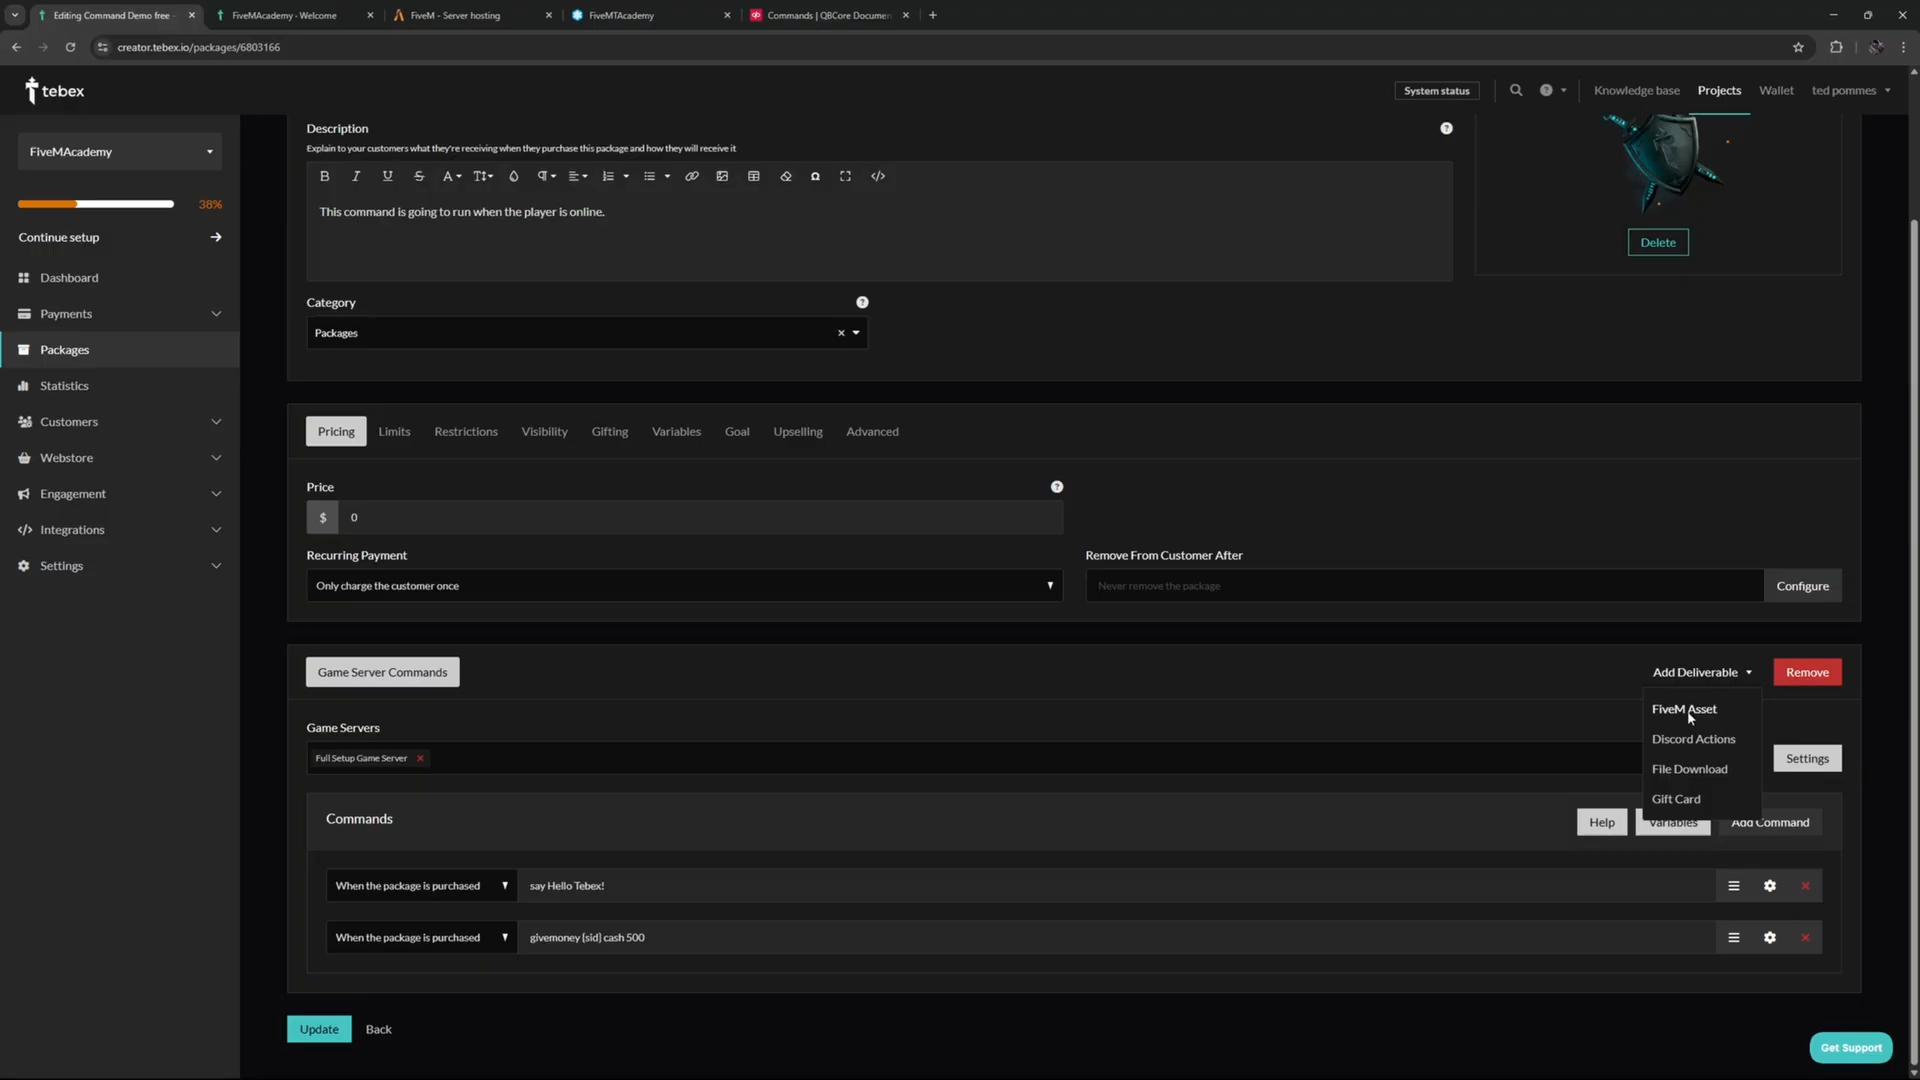 Editing Command Demo free -
FiveMAcademy - Welcome
FiveM - Server hosting
FiveMTAcademy
Commands | QBCore Documen
creator.tebex.io/packages/6803166
tebex
System status
Knowledge base
Projects
Wallet
ted pommes
FiveMAcademy
38%
Continue setup
Dashboard
Payments
Packages
Statistics
Customers
Webstore
Engagement
Integrations
Settings
Description
Explain to your customers what they're receiving when they purchase this package and how they will receive it
This command is going to run when the player is online.
Delete
Category
Packages
Pricing
Limits
Restrictions
Visibility
Gifting
Variables
Goal
Upselling
Advanced
Price
$ 0
Recurring Payment
Only charge the customer once
Remove From Customer After
Never remove the package
Configure
Game Server Commands
Add Deliverable
Remove
FiveM Asset
Discord Actions
File Download
Gift Card
Game Servers
Full Setup Game Server
Settings
Commands
Help
Variables
Add Command
When the package is purchased
say Hello Tebex!
When the package is purchased
givemoney {sid} cash 500
Update
Back
Get Support